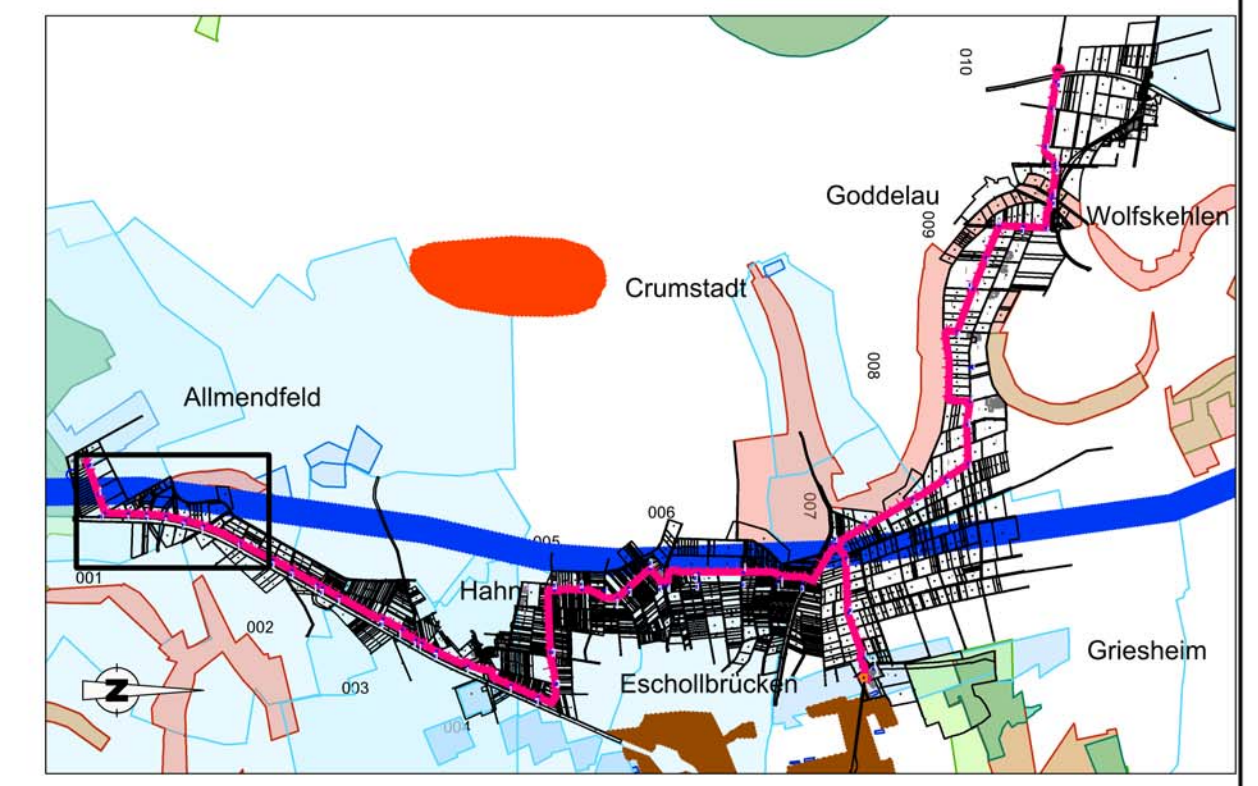 010
Goddelau
009
Wolfskehlen
Crumstadt
008
Allmendfeld
007
006
005
001
Hahn
002
Griesheim
003
Eschollbrücken
N
004